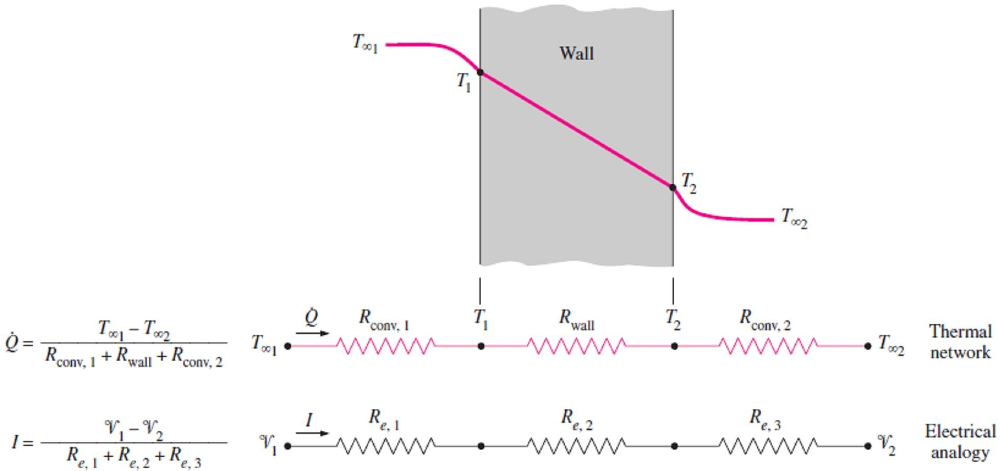 T∞1
Wall
T1
T2
T∞2
Q̇ = (T∞1 – T∞2) / (Rconv, 1 + Rwall + Rconv, 2)
Q̇ Rconv, 1 T1 Rwall T2 Rconv, 2
T∞1 T∞2
Thermal
network
I = (𝒱1 – 𝒱2) / (Re, 1 + Re, 2 + Re, 3)
I Re, 1 Re, 2 Re, 3
𝒱1 𝒱2
Electrical
analogy